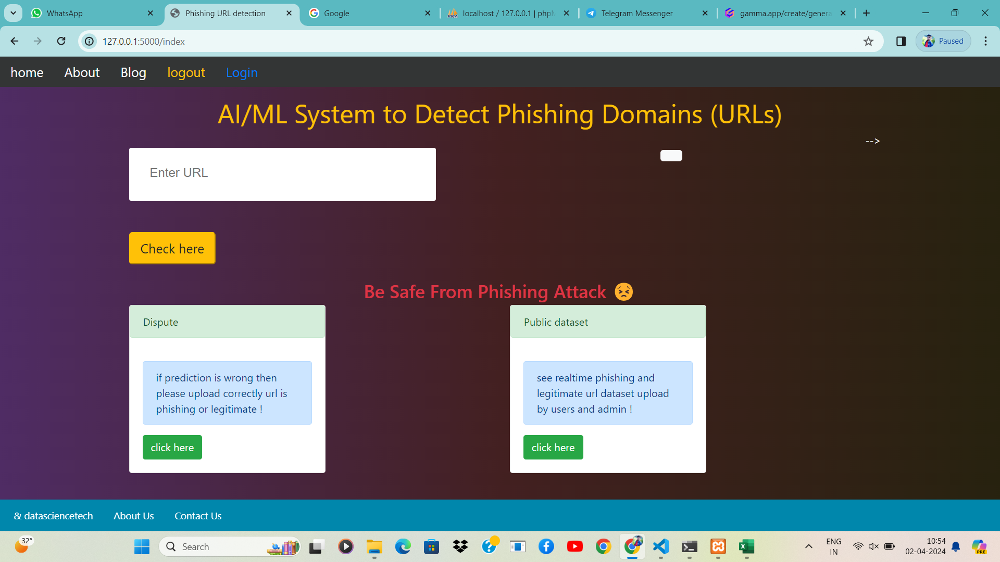 WhatsApp
Phishing URL detection
Google
localhost / 127.0.0.1 | phpM
Telegram Messenger
gamma.app/create/genera
127.0.0.1:5000/index
Paused
home About Blog logout Login
AI/ML System to Detect Phishing Domains (URLs)
-->
Enter URL
Check here
Be Safe From Phishing Attack 😣
Dispute
if prediction is wrong then
please upload correctly url is
phishing or legitimate !
click here
Public dataset
see realtime phishing and
legitimate url dataset upload
by users and admin !
click here
& datasciencetech About Us Contact Us
32°
Search
ENG
IN
10:54
02-04-2024
PRE